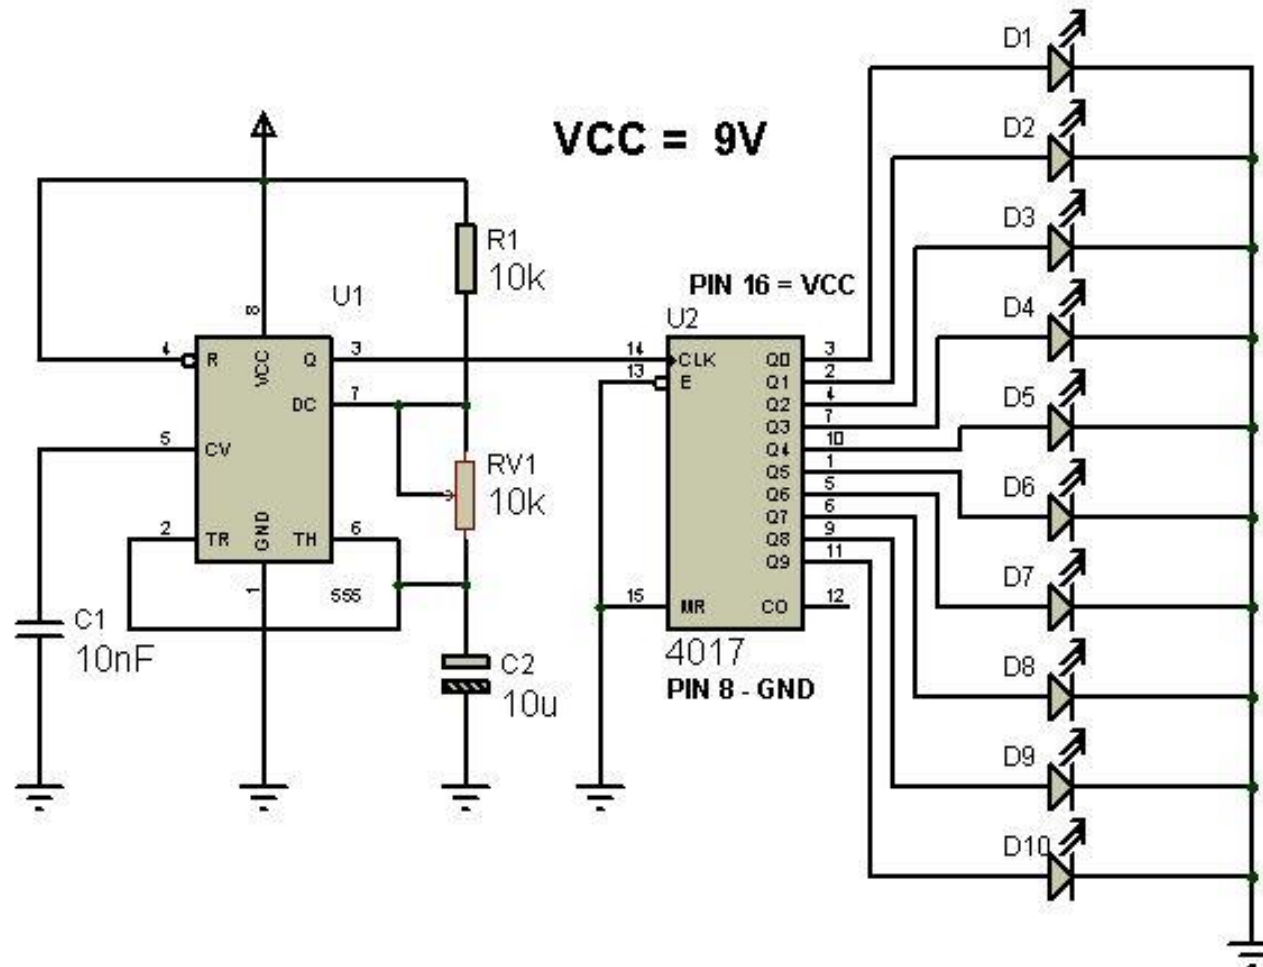 D1
VCC = 9V
D2
D3
R1
10k
PIN 16 = VCC
U1
U2
D4
8
4
R
VCC
Q
3
14
CLK
Q0
3
13
E
Q1
2
DC
7
Q2
4
Q3
7
D5
Q4
10
5
CV
Q5
1
RV1
10k
Q6
5
D6
Q7
6
2
TR
GND
TH
6
Q8
9
Q9
11
1
555
D7
15
MR
CO
12
C1
10nF
4017
C2
10u
PIN 8 - GND
D8
D9
D10